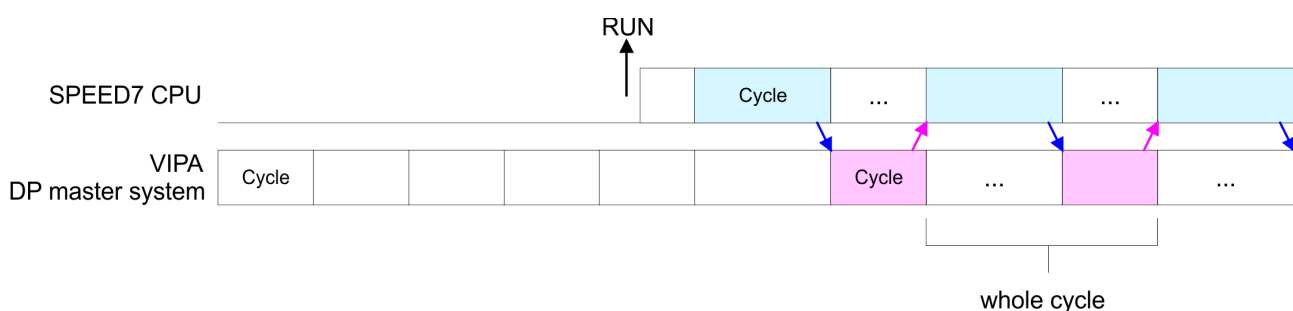 RUN
SPEED7 CPU
Cycle
...
...
VIPA
DP master system
Cycle
Cycle
...
...
whole cycle